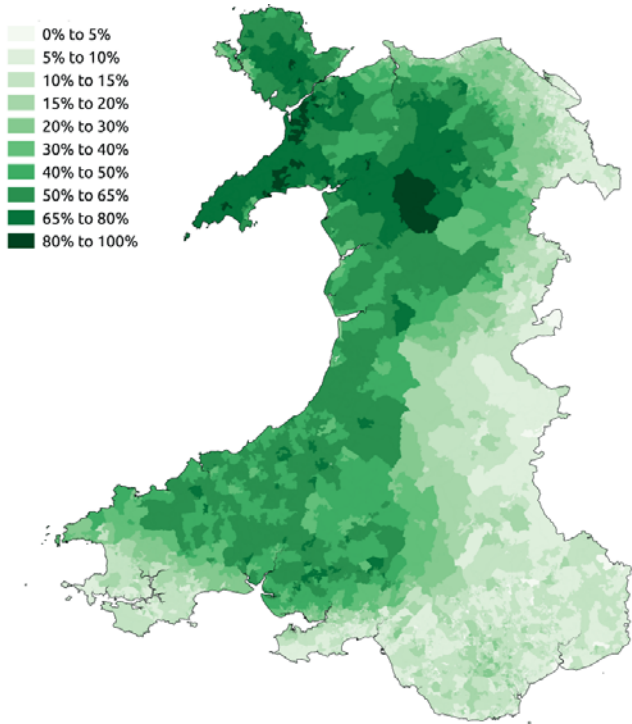 0% to 5%
5% to 10%
10% to 15%
15% to 20%
20% to 30%
30% to 40%
40% to 50%
50% to 65%
65% to 80%
80% to 100%